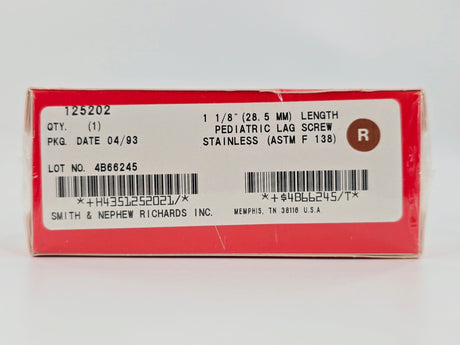 125202
QTY. (1)
PKG. DATE 04/93
1 1/8" (28.5 MM) LENGTH
PEDIATRIC LAG SCREW
STAINLESS (ASTM F 138)
R
LOT NO. 4B66245
*+H4351252021/*
*+$4B66245/T*
SMITH & NEPHEW RICHARDS INC.
MEMPHIS, TN 38116 U.S.A.